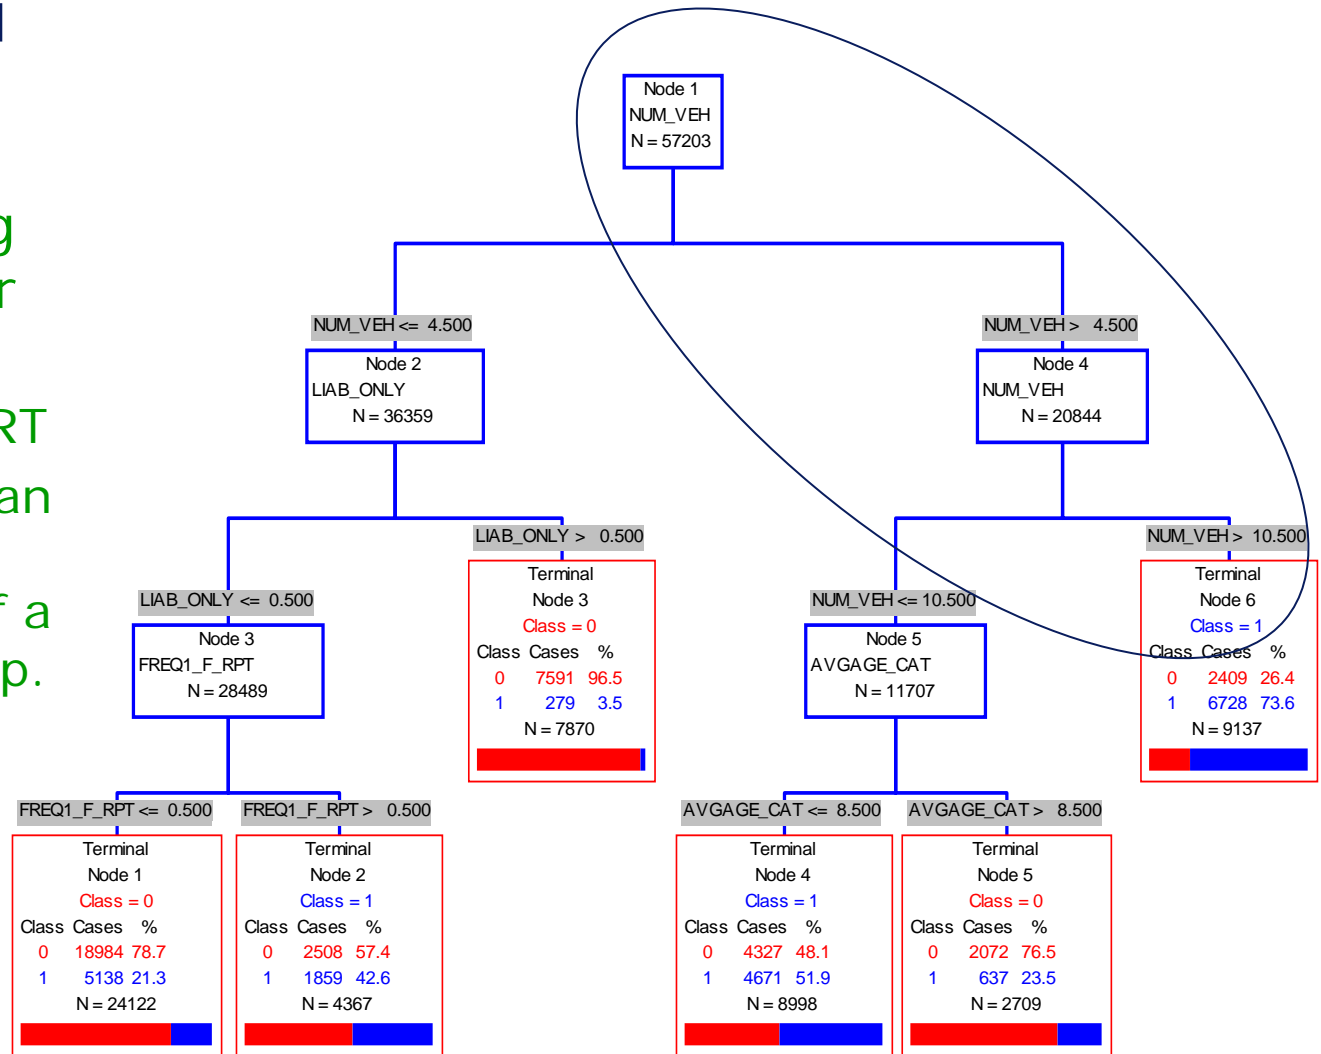 g
r
RT
an
f a
p.
Node 1
NUM_VEH
N = 57203
NUM_VEH <= 4.500
NUM_VEH > 4.500
Node 2
LIAB_ONLY
N = 36359
Node 4
NUM_VEH
N = 20844
LIAB_ONLY <= 0.500
LIAB_ONLY > 0.500
NUM_VEH <= 10.500
NUM_VEH > 10.500
Node 3
FREQ1_F_RPT
N = 28489
Terminal
Node 3
Class = 0
Class Cases %
0 7591 96.5
1 279 3.5
N = 7870
Node 5
AVGAGE_CAT
N = 11707
Terminal
Node 6
Class = 1
Class Cases %
0 2409 26.4
1 6728 73.6
N = 9137
FREQ1_F_RPT <= 0.500
FREQ1_F_RPT > 0.500
AVGAGE_CAT <= 8.500
AVGAGE_CAT > 8.500
Terminal
Node 1
Class = 0
Class Cases %
0 18984 78.7
1 5138 21.3
N = 24122
Terminal
Node 2
Class = 1
Class Cases %
0 2508 57.4
1 1859 42.6
N = 4367
Terminal
Node 4
Class = 1
Class Cases %
0 4327 48.1
1 4671 51.9
N = 8998
Terminal
Node 5
Class = 0
Class Cases %
0 2072 76.5
1 637 23.5
N = 2709